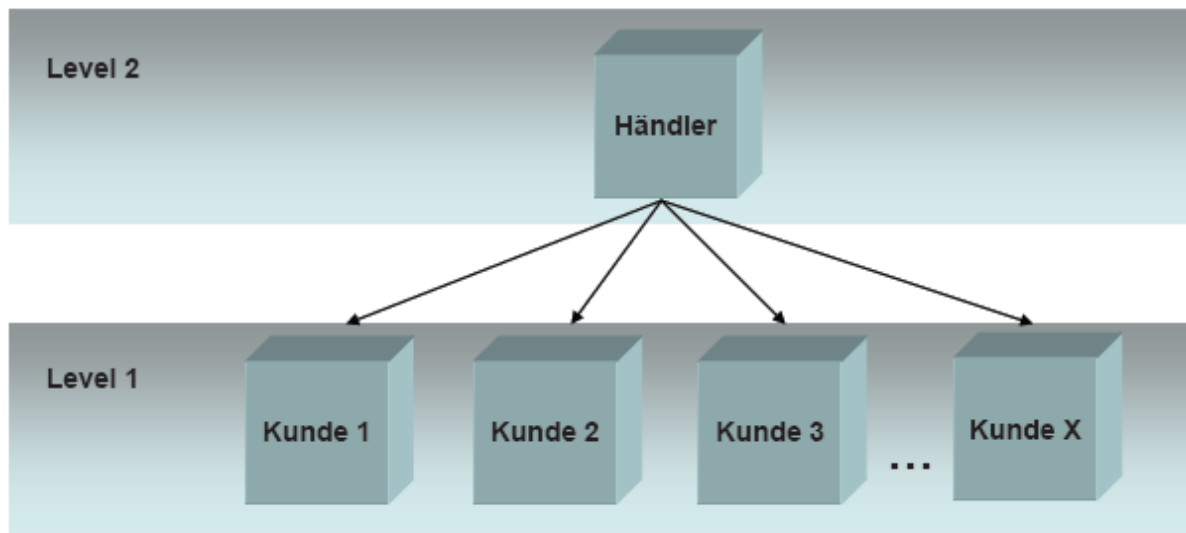 Level 2
Händler
Level 1
Kunde 1
Kunde 2
Kunde 3
...
Kunde X